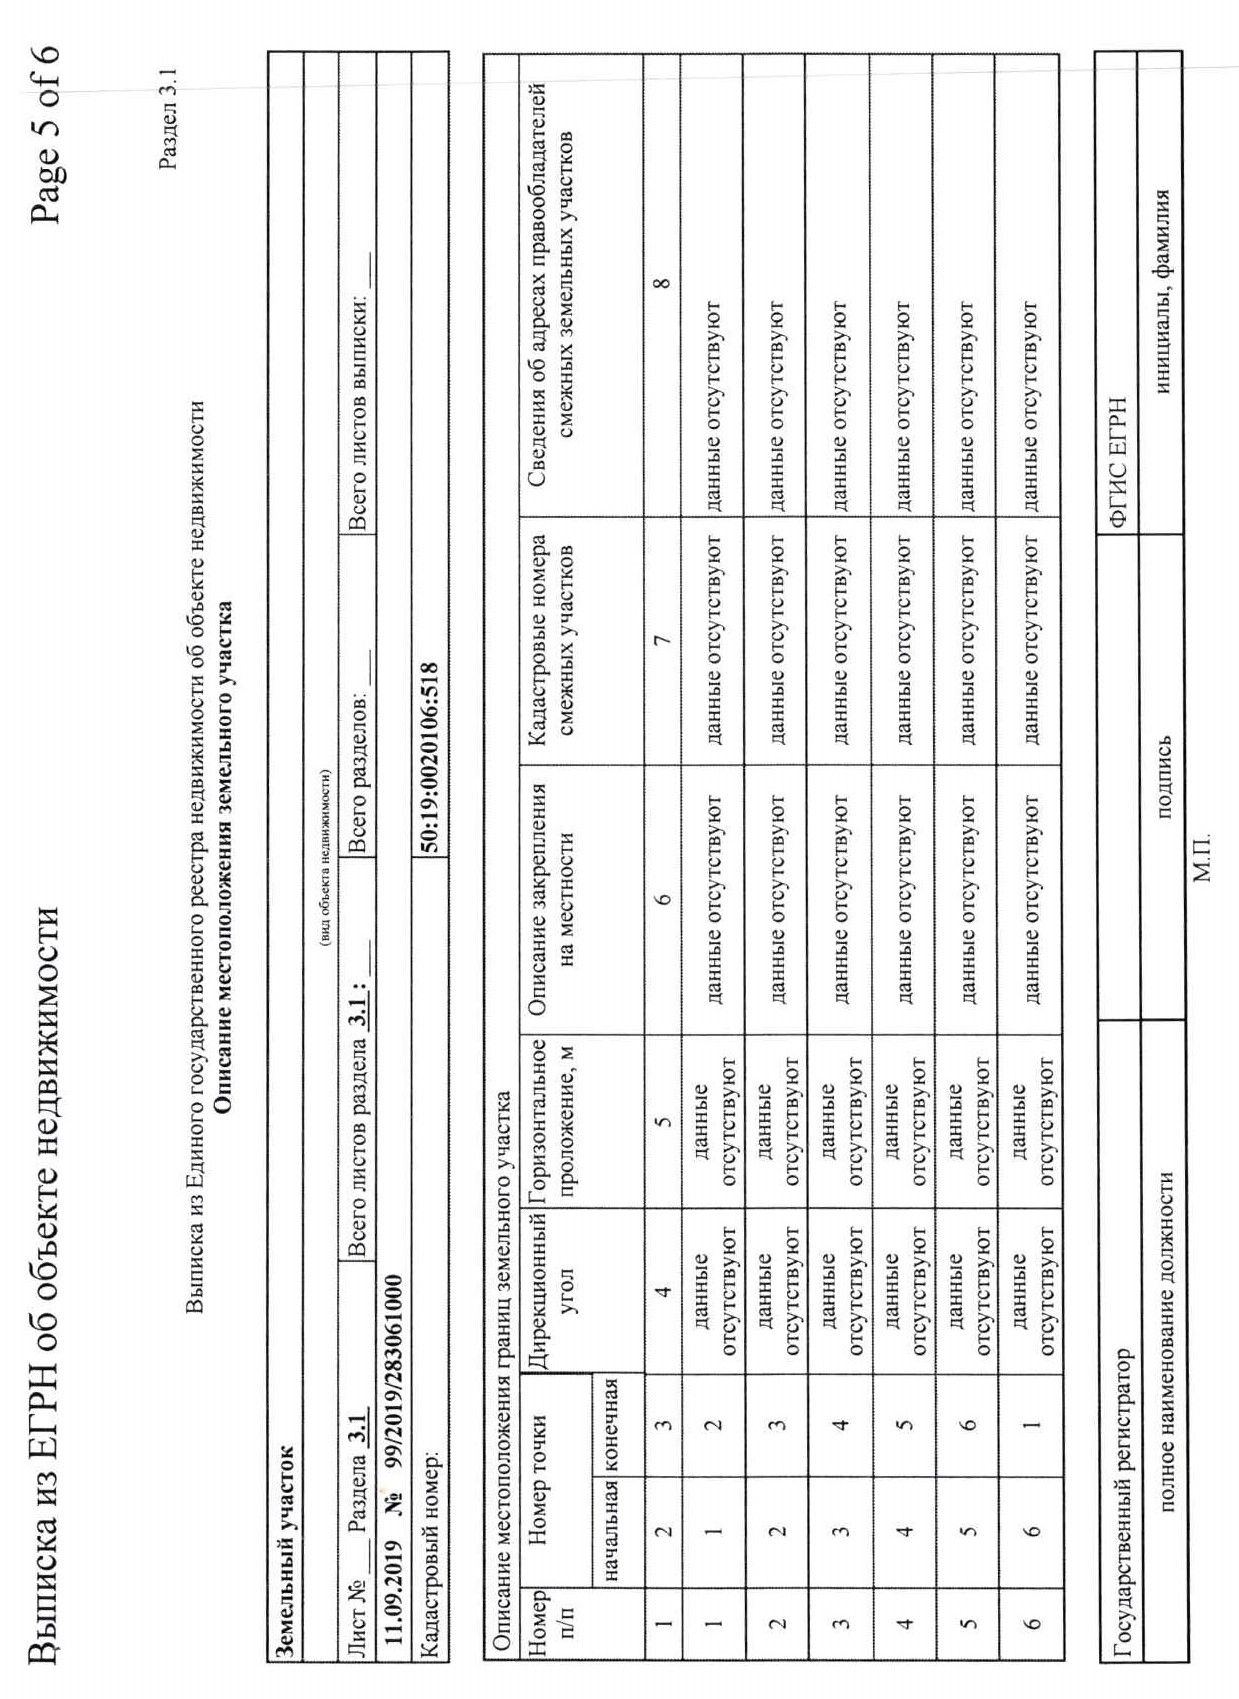 Выписка из ЕГРН об объекте недвижимости Page 5 of 6
Раздел 3.1
Выписка из Единого государственного реестра недвижимости об объекте недвижимости
Описание местоположения земельного участка
Земельный участок
(вид объекта недвижимости)
Лист № ___ Раздела 3.1 Всего листов раздела 3.1 : ___ Всего разделов: ___ Всего листов выписки: ___
11.09.2019 № 99/2019/283061000
Кадастровый номер: 50:19:0020106:518
Описание местоположения границ земельного участка
Номер Номер точки Дирекционный Горизонтальное Описание закрепления Кадастровые номера Сведения об адресах правообладателей
п/п начальная конечная угол проложение, м на местности смежных участков смежных земельных участков
1 2 3 4 5 6 7 8
1 1 2 данные отсутствуют данные отсутствуют данные отсутствуют данные отсутствуют данные отсутствуют
2 2 3 данные отсутствуют данные отсутствуют данные отсутствуют данные отсутствуют данные отсутствуют
3 3 4 данные отсутствуют данные отсутствуют данные отсутствуют данные отсутствуют данные отсутствуют
4 4 5 данные отсутствуют данные отсутствуют данные отсутствуют данные отсутствуют данные отсутствуют
5 5 6 данные отсутствуют данные отсутствуют данные отсутствуют данные отсутствуют данные отсутствуют
6 6 1 данные отсутствуют данные отсутствуют данные отсутствуют данные отсутствуют данные отсутствуют
Государственный регистратор ФГИС ЕГРН
полное наименование должности подпись инициалы, фамилия
М.П.